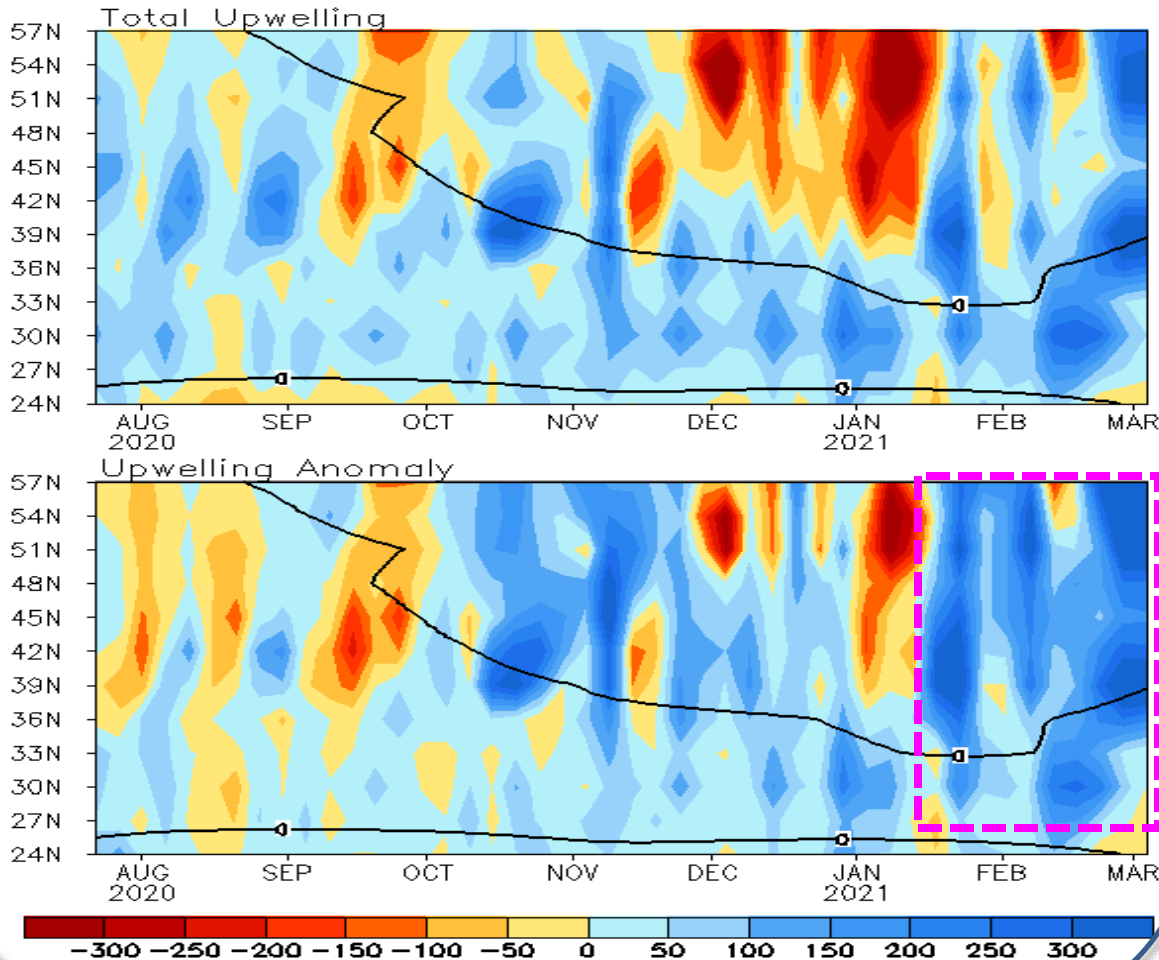 Total Upwelling
57N
54N
51N
48N
45N
42N
39N
36N
33N
30N
27N
24N
0
0
AUG SEP OCT NOV DEC JAN FEB MAR
2020 2021
Upwelling Anomaly
57N
54N
51N
48N
45N
42N
39N
36N
33N
30N
27N
24N
0
0
AUG SEP OCT NOV DEC JAN FEB MAR
2020 2021
-300 -250 -200 -150 -100 -50 0 50 100 150 200 250 300